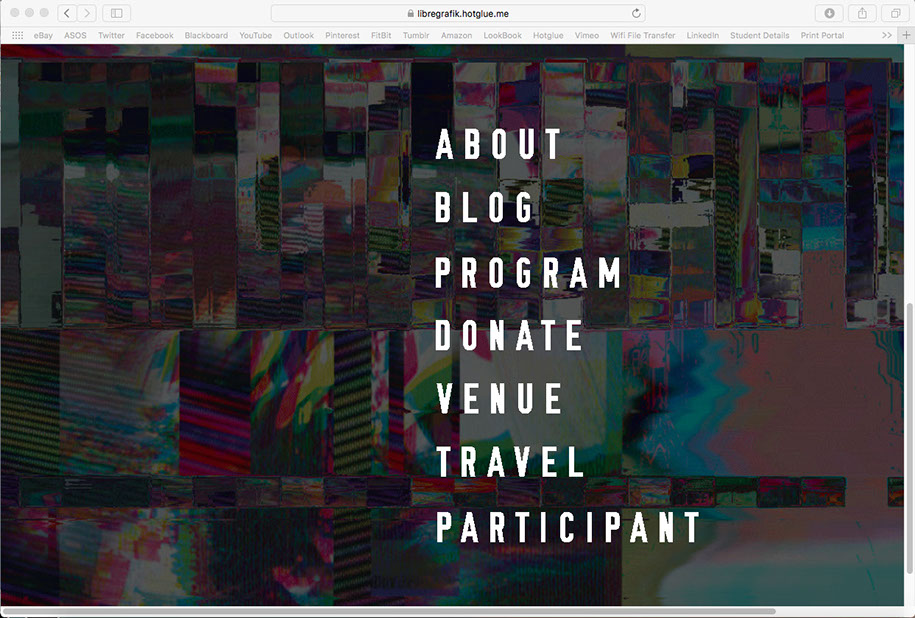 libregrafik.hotglue.me
eBay ASOS Twitter Facebook Blackboard YouTube Outlook Pinterest FitBit Tumblr Amazon LookBook Hotglue Vimeo Wifi File Transfer LinkedIn Student Details Print Portal
ABOUT
BLOG
PROGRAM
DONATE
VENUE
TRAVEL
PARTICIPANT